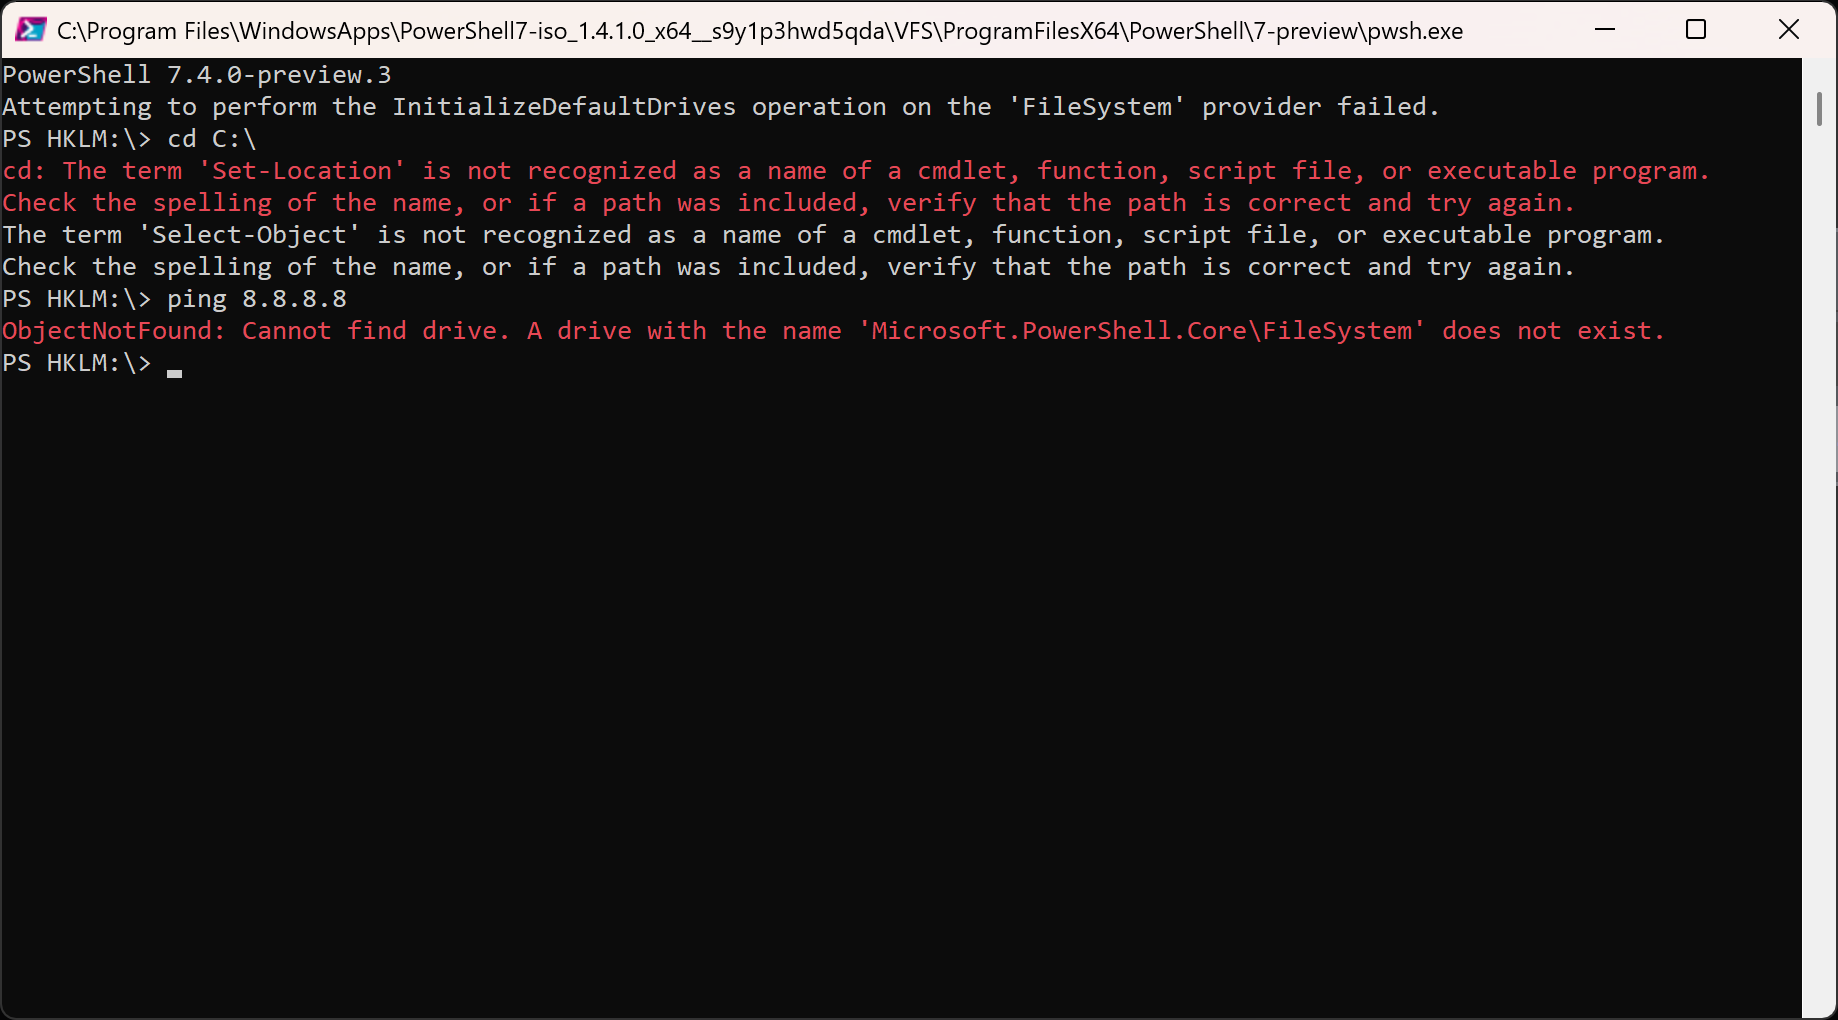 C:\Program Files\WindowsApps\PowerShell7-iso_1.4.1.0_x64__s9y1p3hwd5qda\VFS\ProgramFilesX64\PowerShell\7-preview\pwsh.exe
PowerShell 7.4.0-preview.3
Attempting to perform the InitializeDefaultDrives operation on the 'FileSystem' provider failed.
PS HKLM:\> cd C:\
cd: The term 'Set-Location' is not recognized as a name of a cmdlet, function, script file, or executable program.
Check the spelling of the name, or if a path was included, verify that the path is correct and try again.
The term 'Select-Object' is not recognized as a name of a cmdlet, function, script file, or executable program.
Check the spelling of the name, or if a path was included, verify that the path is correct and try again.
PS HKLM:\> ping 8.8.8.8
ObjectNotFound: Cannot find drive. A drive with the name 'Microsoft.PowerShell.Core\FileSystem' does not exist.
PS HKLM:\>